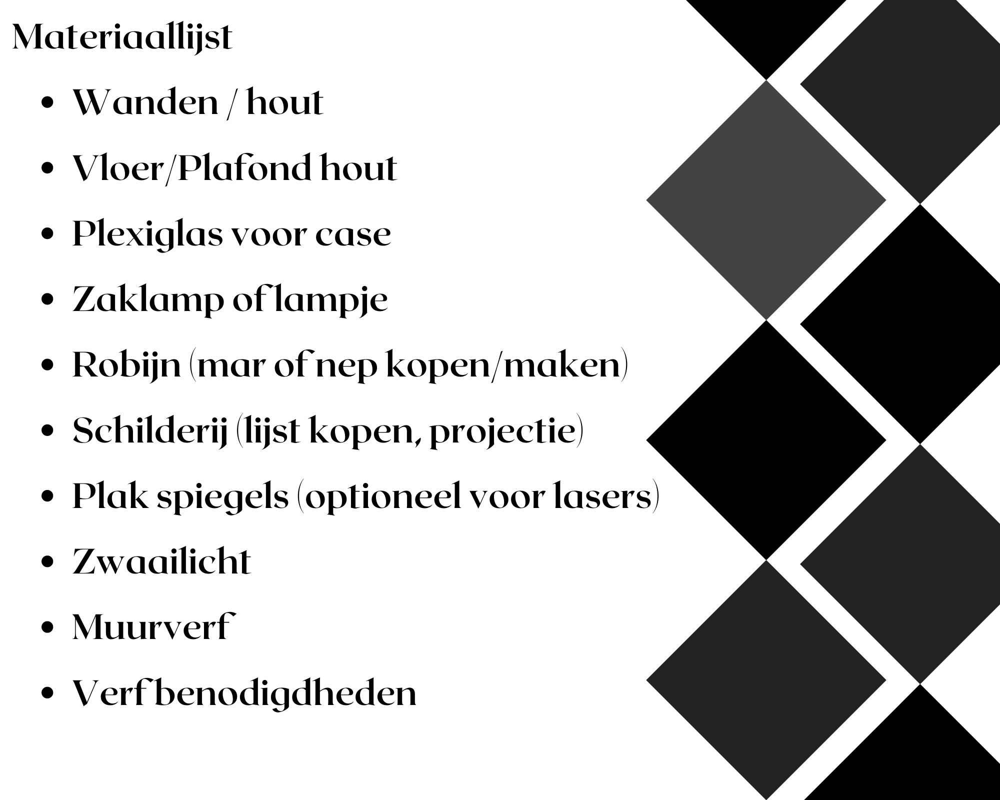 Materiaallijst
Wanden / hout
Vloer/Plafond hout
Plexiglas voor case
Zaklamp of lampje
Robijn (mar of nep kopen/maken)
Schilderij (lijst kopen, projectie)
Plak spiegels (optioneel voor lasers)
Zwaailicht
Muurverf
Verf benodigdheden